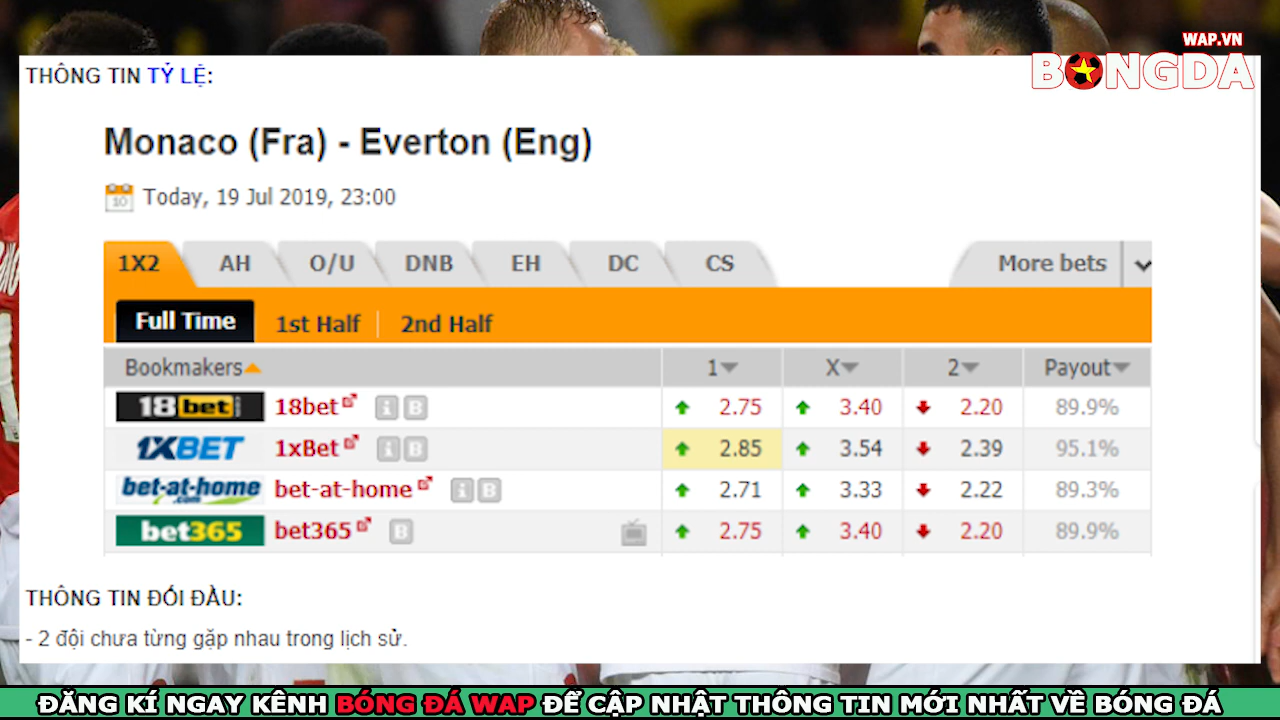 WAP.VN
BONGDA
THÔNG TIN TỶ LỆ:
Monaco (Fra) - Everton (Eng)
10 Today, 19 Jul 2019, 23:00
1X2 AH O/U DNB EH DC CS More bets
Full Time 1st Half 2nd Half
Bookmakers 1 X 2 Payout
18bet 18bet i B 2.75 3.40 2.20 89.9%
1XBET 1xBet i B 2.85 3.54 2.39 95.1%
bet-at-home .com bet-at-home i B 2.71 3.33 2.22 89.3%
bet365 bet365 B 2.75 3.40 2.20 89.9%
THÔNG TIN ĐỐI ĐẦU:
- 2 đội chưa từng gặp nhau trong lịch sử.
ĐĂNG KÍ NGAY KÊNH BÓNG ĐÁ WAP ĐỂ CẬP NHẬT THÔNG TIN MỚI NHẤT VỀ BÓNG ĐÁ